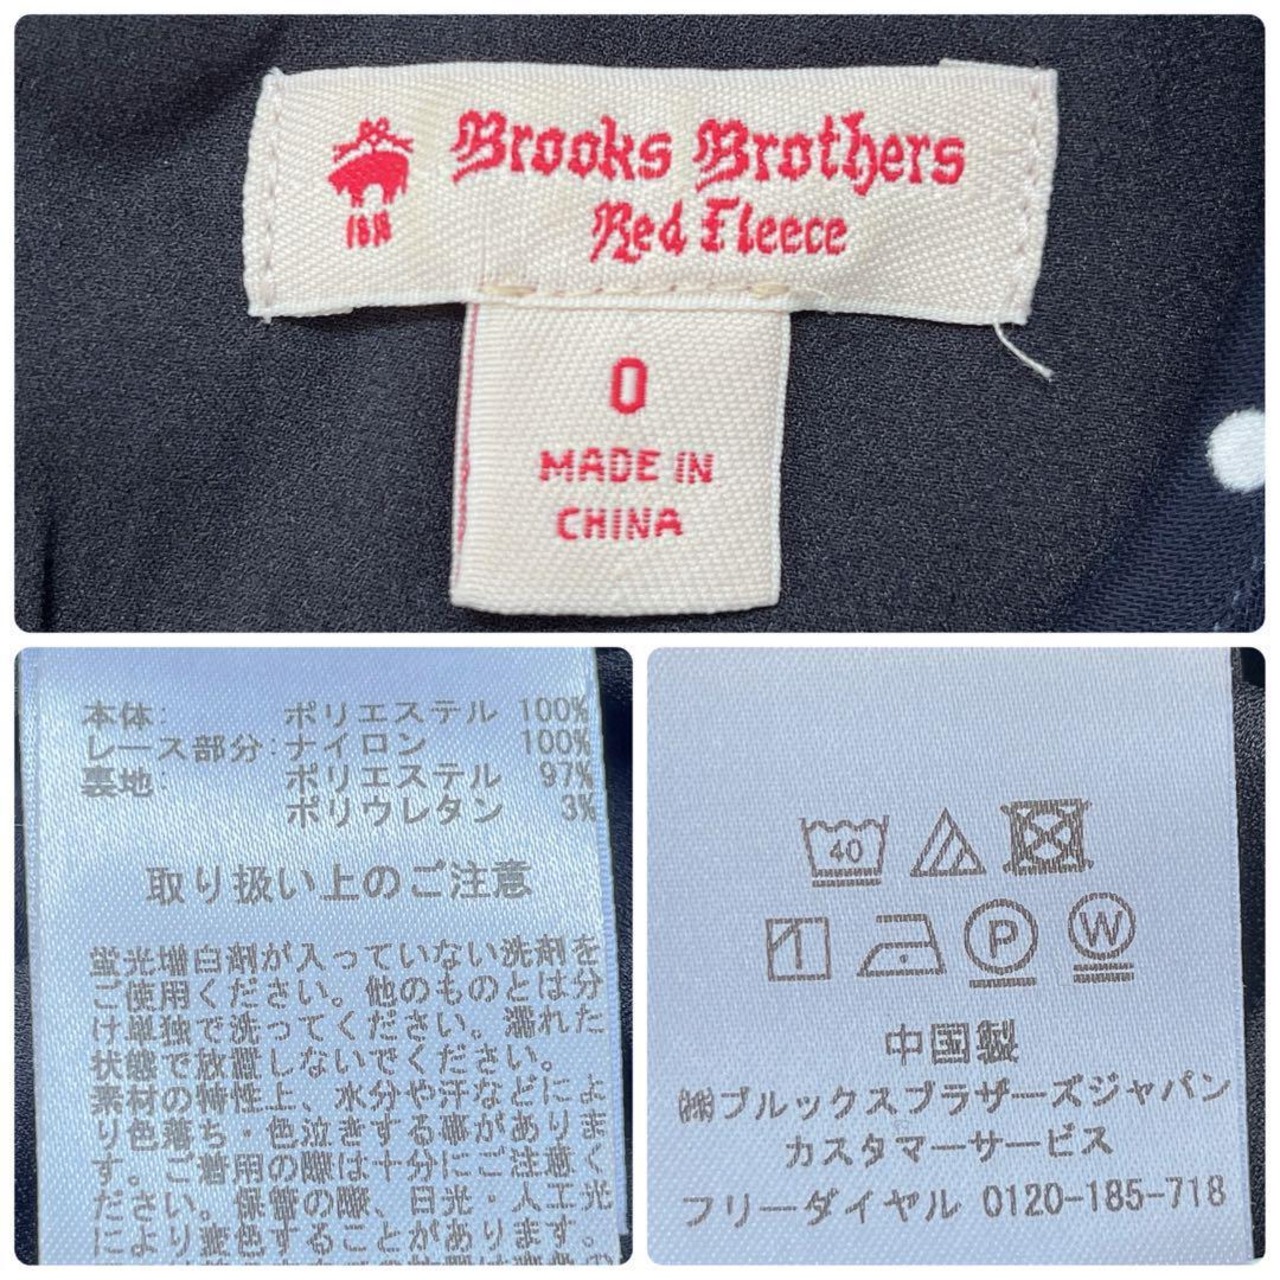 Brooks Brothers
Red Fleece
1818
0
MADE IN
CHINA
本体: ポリエステル 100%
レース部分:ナイロン 100%
裏地: ポリエステル 97%
ポリウレタン 3%
取り扱い上のご注意
蛍光増白剤が入っていない洗剤を
ご使用ください。他のものとは分
け単独で洗ってください。濡れた
状態で放置しないでください。
素材の特性上、水分や汗などによ
り色落ち・色泣きする事がありま
す。ご着用の際は十分にご注意く
ださい。保管の際、日光・人工光
により変色することがあります。
40
P
W
中国製
㈱ブルックスブラザーズジャパン
カスタマーサービス
フリーダイヤル 0120-185-718